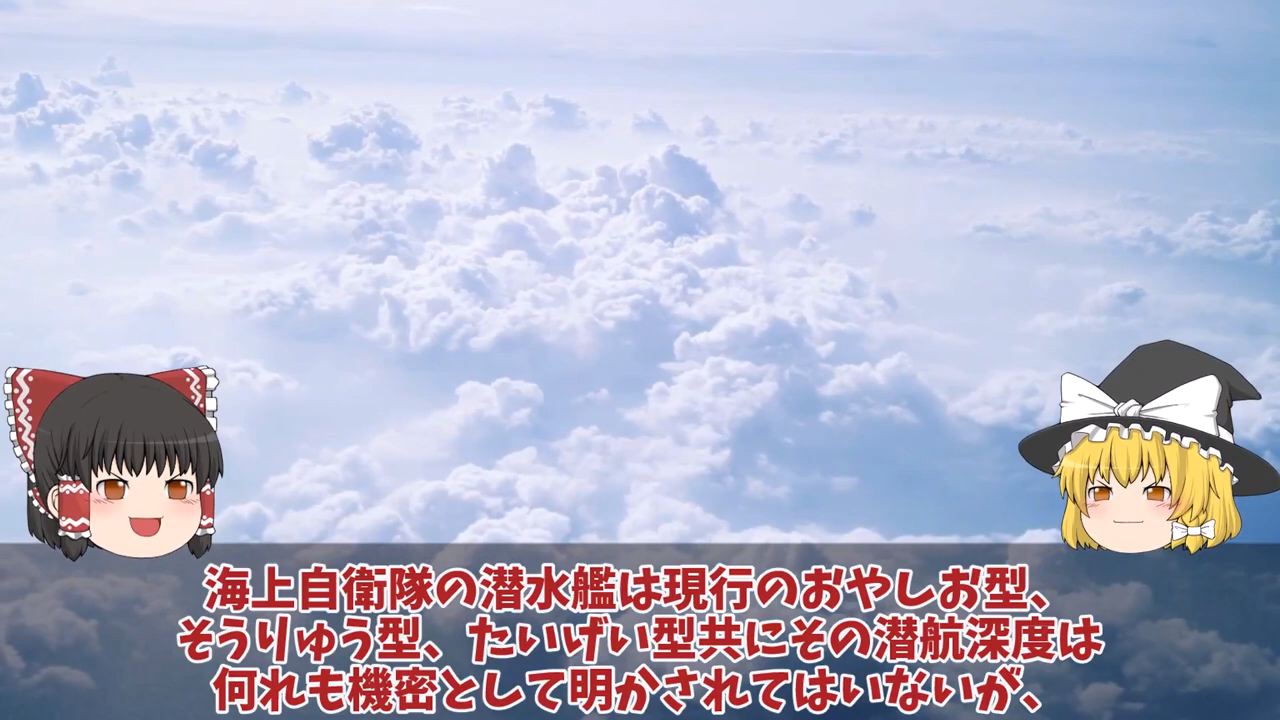 海上自衛隊の潜水艦は現行のおやしお型、
そうりゅう型、たいげい型共にその潜航深度は
何れも機密として明かされてはいないが、